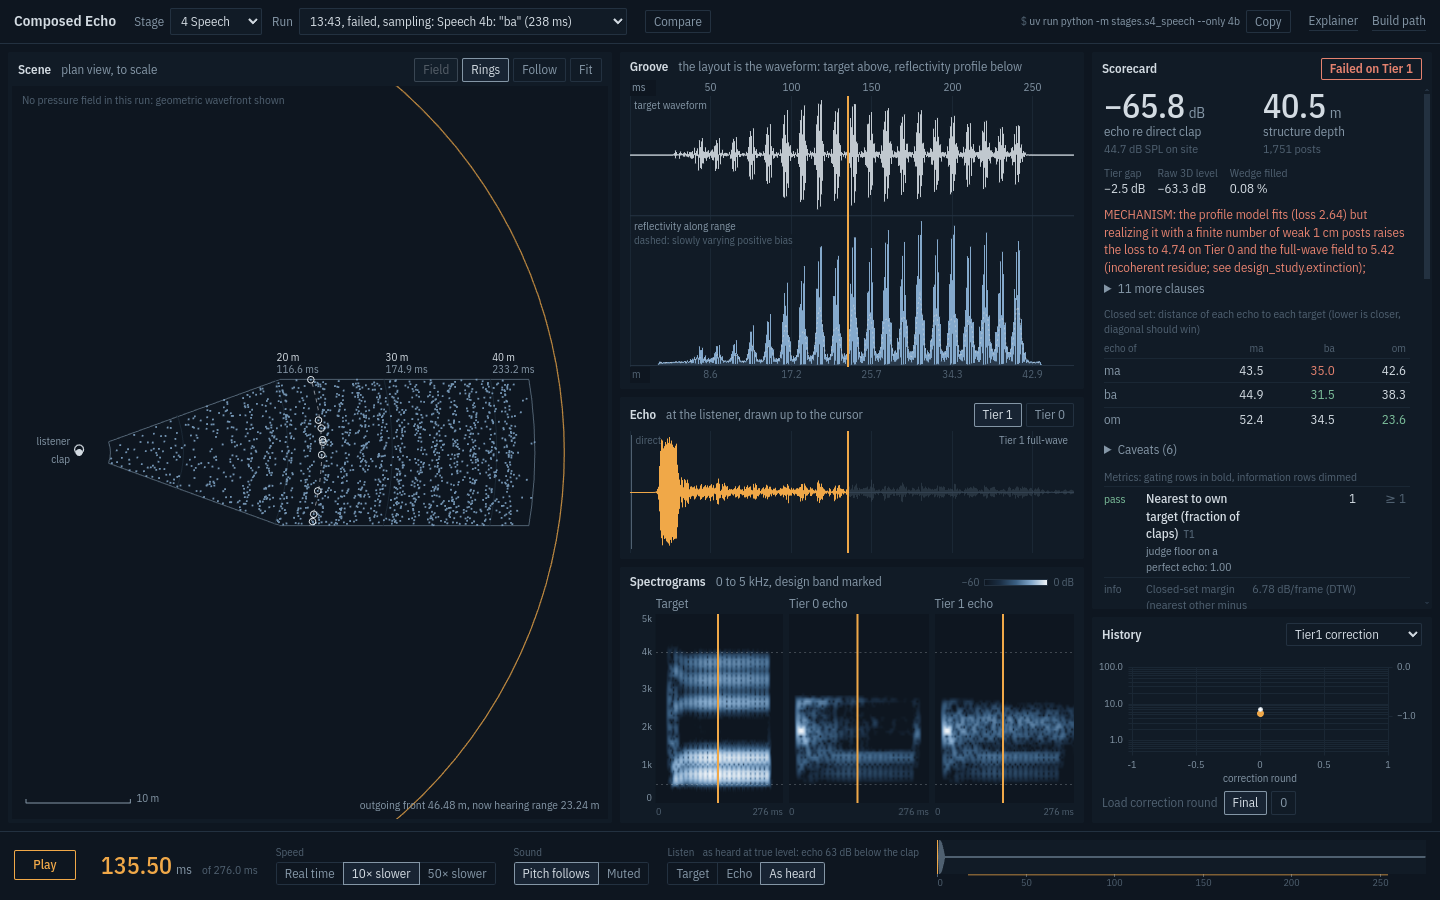 Composed Echo
Stage
4 Speech
Run
13:43, failed, sampling: Speech 4b: "ba" (238 ms)
Compare
$ uv run python -m stages.s4_speech --only 4b
Copy
Explainer
Build path
Scene plan view, to scale
Field
Rings
Follow
Fit
No pressure field in this run: geometric wavefront shown
20 m
116.6 ms
30 m
174.9 ms
40 m
233.2 ms
listener
clap
10 m
outgoing front 46.48 m, now hearing range 23.24 m
Groove the layout is the waveform: target above, reflectivity profile below
ms 50 100 150 200 250
target waveform
reflectivity along range
dashed: slowly varying positive bias
m 8.6 17.2 25.7 34.3 42.9
Echo at the listener, drawn up to the cursor
Tier 1
Tier 0
direct
Tier 1 full-wave
Spectrograms 0 to 5 kHz, design band marked
−60 0 dB
Target
Tier 0 echo
Tier 1 echo
5k
4k
3k
2k
1k
0
0 276 ms
0 276 ms
0 276 ms
Scorecard
Failed on Tier 1
−65.8 dB
echo re direct clap
44.7 dB SPL on site
40.5 m
structure depth
1,751 posts
Tier gap Raw 3D level Wedge filled
−2.5 dB −63.3 dB 0.08 %
MECHANISM: the profile model fits (loss 2.64) but
realizing it with a finite number of weak 1 cm posts raises
the loss to 4.74 on Tier 0 and the full-wave field to 5.42
(incoherent residue; see design_study.extinction);
11 more clauses
Closed set: distance of each echo to each target (lower is closer,
diagonal should win)
echo of ma ba om
ma 43.5 35.0 42.6
ba 44.9 31.5 38.3
om 52.4 34.5 23.6
Caveats (6)
Metrics: gating rows in bold, information rows dimmed
pass Nearest to own 1 ≥ 1
target (fraction of
claps) T1
judge floor on a
perfect echo: 1.00
info Closed-set margin 6.78 dB/frame (DTW)
(nearest other minus
History
Tier1 correction
100.0
10.0
1.0
0.0
−1.0
-1 -0.5 0 0.5 1
correction round
Load correction round
Final
0
Play
135.50 ms of 276.0 ms
Speed
Real time
10× slower
50× slower
Sound
Pitch follows
Muted
Listen as heard at true level: echo 63 dB below the clap
Target
Echo
As heard
0 50 100 150 200 250